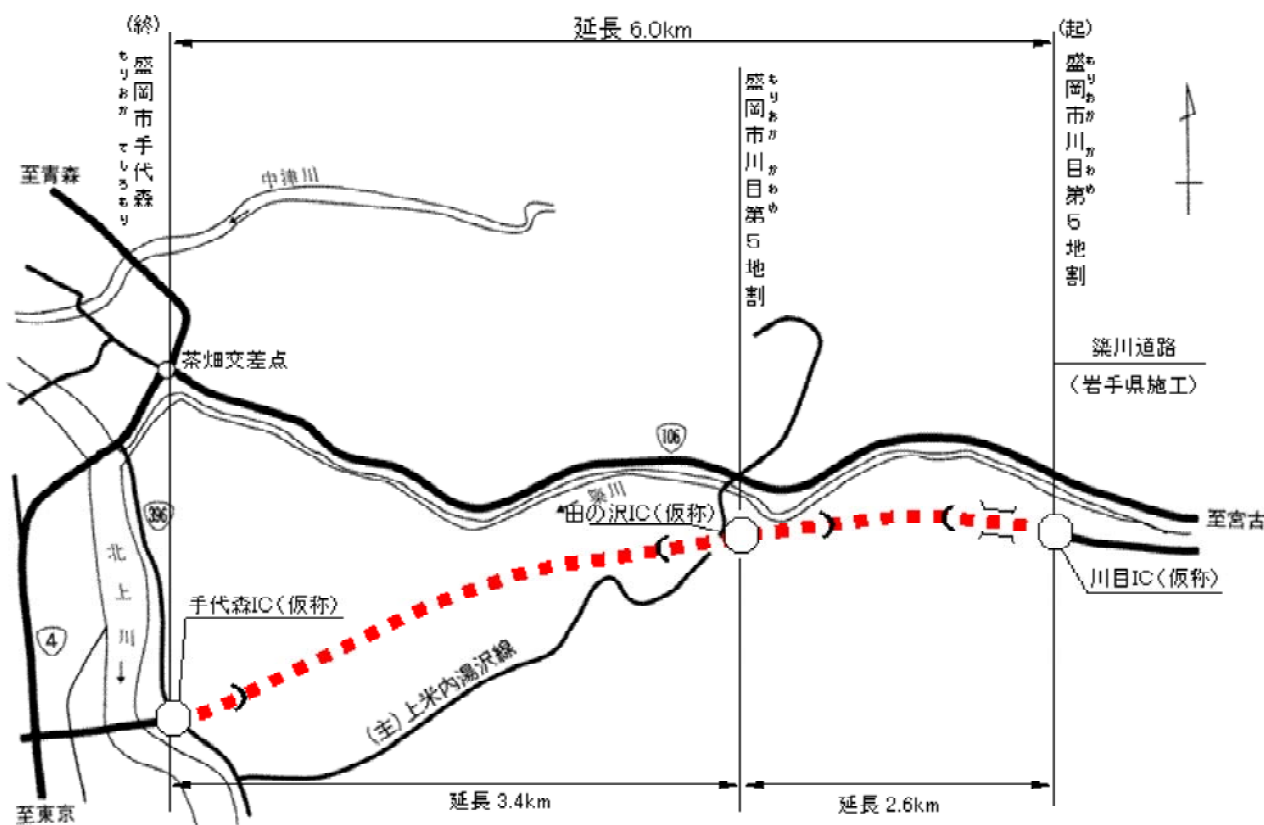 延長 6.0km
(終)
盛岡市手代森
もりおか てしろもり
盛岡市川目第5地割
もりおか かわめ
(起)
盛岡市川目第5地割
もりおか かわめ
至青森
中津川
茶畑交差点
簗川道路
(岩手県施工)
106
簗川
田の沢IC(仮称)
至宮古
396
北上川
川目IC(仮称)
手代森IC(仮称)
4
(主)上米内湯沢線
延長 3.4km
延長 2.6km
至東京